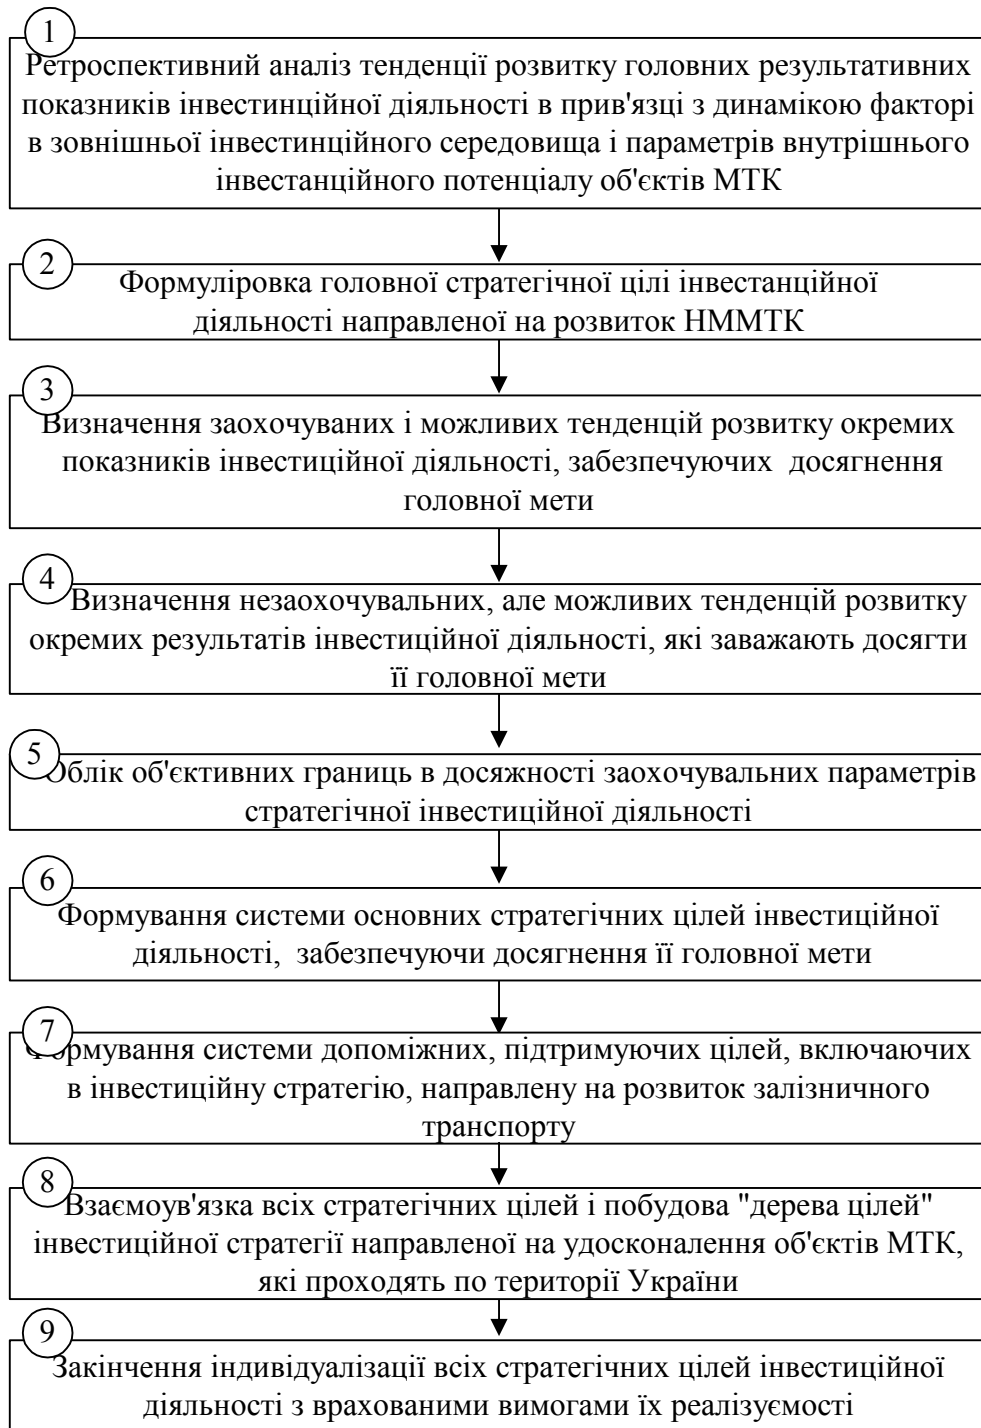 1
Ретроспективний аналіз тенденції розвитку головних результативних
показників інвестинційної діяльності в прив'язці з динамікою факторі
в зовнішньої інвестинційного середовища і параметрів внутрішнього
інвестанційного потенціалу об'єктів МТК
2
Формуліровка головної стратегічної цілі інвестанційної
діяльності направленої на розвиток НММТК
3
Визначення заохочуваних і можливих тенденцій розвитку окремих
показників інвестиційної діяльності, забезпечуючих досягнення
головної мети
4
Визначення незаохочувальних, але можливих тенденцій розвитку
окремих результатів інвестиційної діяльності, які заважають досягти
її головної мети
5
Облік об'єктивних границь в досяжності заохочувальних параметрів
стратегічної інвестиційної діяльності
6
Формування системи основних стратегічних цілей інвестиційної
діяльності, забезпечуючи досягнення її головної мети
7
Формування системи допоміжних, підтримуючих цілей, включаючих
в інвестиційну стратегію, направлену на розвиток залізничного
транспорту
8
Взаємоув'язка всіх стратегічних цілей і побудова "дерева цілей"
інвестиційної стратегії направленої на удосконалення об'єктів МТК,
які проходять по території України
9
Закінчення індивідуалізації всіх стратегічних цілей інвестиційної
діяльності з врахованими вимогами їх реалізуємості